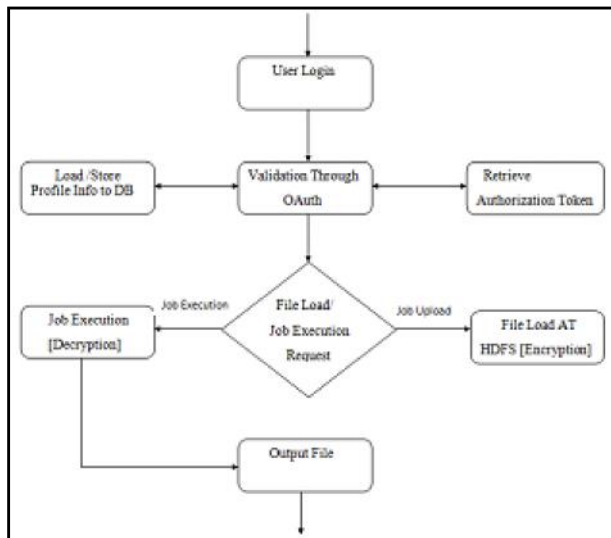 User Login
Load /Store
Profile Info to DB
Validation Through
OAuth
Retrieve
Authorization Token
Job Execution
File Load/
Job Execution
Request
Job Upload
Job Execution
[Decryption]
File Load AT
HDFS [Encryption]
Output File